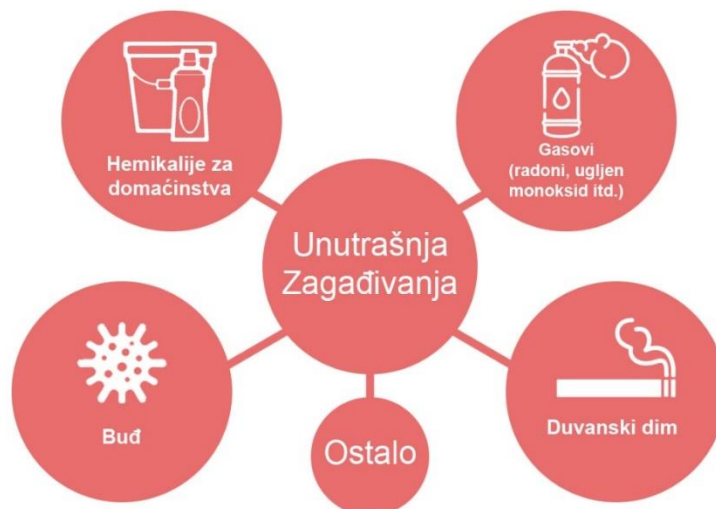 Hemikalije za
domaćinstva
Gasovi
(radoni, ugljen
monoksid itd.)
Unutrašnja
Zagađivanja
Buđ
Duvanski dim
Ostalo